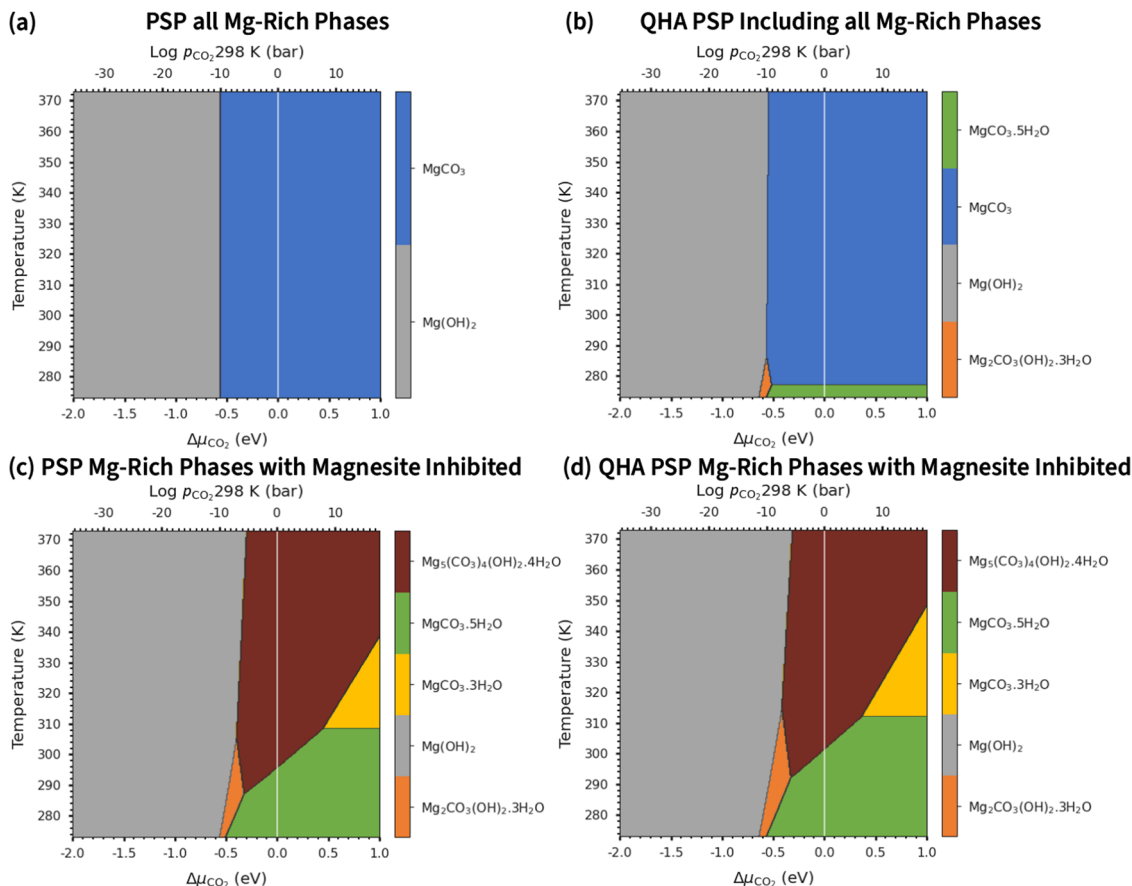 (a) PSP all Mg-Rich Phases
Log pCO₂298 K (bar)
-30 -20 -10 0 10
370
360
350
340
330
320
310
300
290
280
Temperature (K)
-2.0 -1.5 -1.0 -0.5 0.0 0.5 1.0
ΔμCO₂ (eV)
MgCO₃
Mg(OH)₂
(b) QHA PSP Including all Mg-Rich Phases
Log pCO₂298 K (bar)
-30 -20 -10 0 10
370
360
350
340
330
320
310
300
290
280
Temperature (K)
-2.0 -1.5 -1.0 -0.5 0.0 0.5 1.0
ΔμCO₂ (eV)
MgCO₃.5H₂O
MgCO₃
Mg(OH)₂
Mg₂CO₃(OH)₂.3H₂O
(c) PSP Mg-Rich Phases with Magnesite Inhibited
Log pCO₂298 K (bar)
-30 -20 -10 0 10
370
360
350
340
330
320
310
300
290
280
Temperature (K)
-2.0 -1.5 -1.0 -0.5 0.0 0.5 1.0
ΔμCO₂ (eV)
Mg₅(CO₃)₄(OH)₂.4H₂O
MgCO₃.5H₂O
MgCO₃.3H₂O
Mg(OH)₂
Mg₂CO₃(OH)₂.3H₂O
(d) QHA PSP Mg-Rich Phases with Magnesite Inhibited
Log pCO₂298 K (bar)
-30 -20 -10 0 10
370
360
350
340
330
320
310
300
290
280
Temperature (K)
-2.0 -1.5 -1.0 -0.5 0.0 0.5 1.0
ΔμCO₂ (eV)
Mg₅(CO₃)₄(OH)₂.4H₂O
MgCO₃.5H₂O
MgCO₃.3H₂O
Mg(OH)₂
Mg₂CO₃(OH)₂.3H₂O